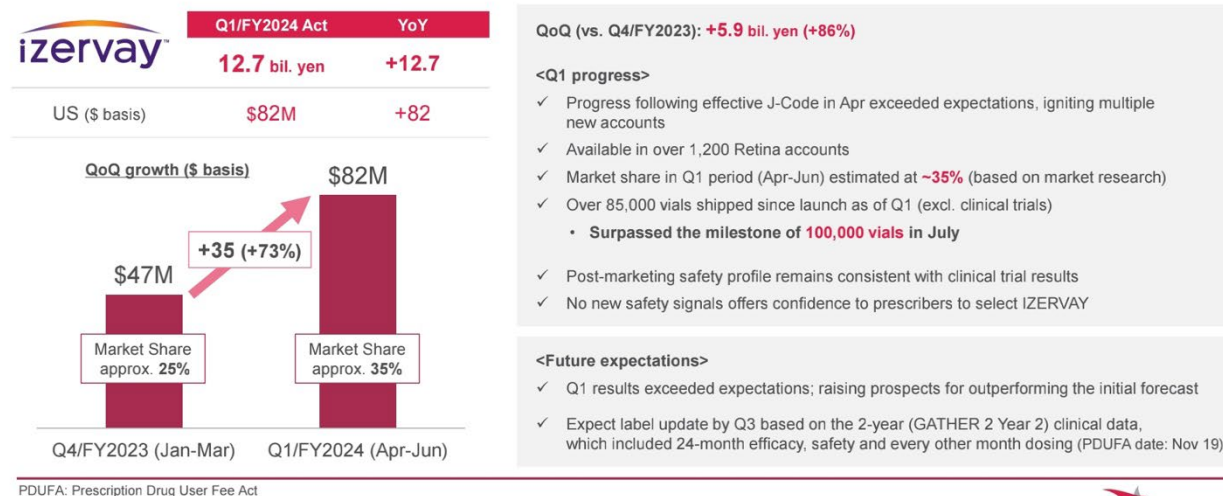 izervay™
Q1/FY2024 Act YoY
12.7 bil. yen +12.7
US ($ basis) $82M +82
QoQ growth ($ basis)
$82M
+35 (+73%)
$47M
Market Share
approx. 25%
Market Share
approx. 35%
Q4/FY2023 (Jan-Mar) Q1/FY2024 (Apr-Jun)
QoQ (vs. Q4/FY2023): +5.9 bil. yen (+86%)
<Q1 progress>
✓ Progress following effective J-Code in Apr exceeded expectations, igniting multiple
new accounts
✓ Available in over 1,200 Retina accounts
✓ Market share in Q1 period (Apr-Jun) estimated at ~35% (based on market research)
✓ Over 85,000 vials shipped since launch as of Q1 (excl. clinical trials)
• Surpassed the milestone of 100,000 vials in July
✓ Post-marketing safety profile remains consistent with clinical trial results
✓ No new safety signals offers confidence to prescribers to select IZERVAY
<Future expectations>
✓ Q1 results exceeded expectations; raising prospects for outperforming the initial forecast
✓ Expect label update by Q3 based on the 2-year (GATHER 2 Year 2) clinical data,
which included 24-month efficacy, safety and every other month dosing (PDUFA date: Nov 19)
PDUFA: Prescription Drug User Fee Act